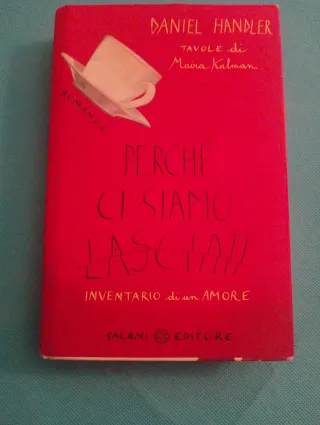 DANIEL HANDLER
TAVOLE di
Maira Kalman
ROMANZO
PERCHÉ
CI SIAMO
LASCIATI
INVENTARIO di un AMORE
SALANI EDITORE